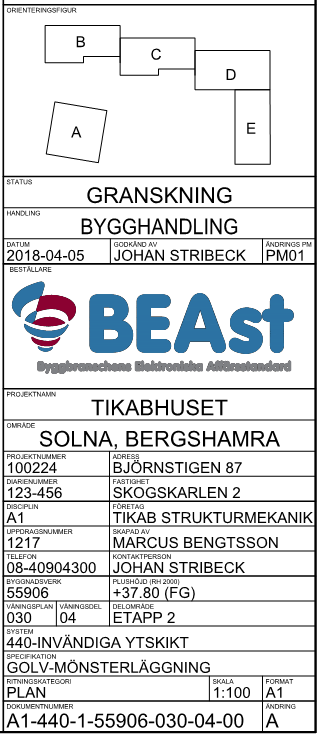 ORIENTERINGSFIGUR
B
C
D
A
E
STATUS
GRANSKNING
HANDLING
BYGGHANDLING
DATUM GODKÄND AV ÄNDRINGS PM
2018-04-05 JOHAN STRIBECK PM01
BESTÄLLARE
BEAst
Byggbranschens Elektroniska Affärsstandard
PROJEKTNAMN
TIKABHUSET
OMRÅDE
SOLNA, BERGSHAMRA
PROJEKTNUMMER ADRESS
100224 BJÖRNSTIGEN 87
DIARIENUMMER FASTIGHET
123-456 SKOGSKARLEN 2
DISCIPLIN FÖRETAG
A1 TIKAB STRUKTURMEKANIK
UPPDRAGSNUMMER SKAPAD AV
1217 MARCUS BENGTSSON
TELEFON KONTAKTPERSON
08-40904300 JOHAN STRIBECK
BYGGNADSVERK PLUSHÖJD (RH 2000)
55906 +37.80 (FG)
VÅNINGSPLAN VÅNINGSDEL DELOMRÅDE
030 04 ETAPP 2
SYSTEM
440-INVÄNDIGA YTSKIKT
SPECIFIKATION
GOLV-MÖNSTERLÄGGNING
RITNINGSKATEGORI SKALA FORMAT
PLAN 1:100 A1
DOKUMENTNUMMER ÄNDRING
A1-440-1-55906-030-04-00 A